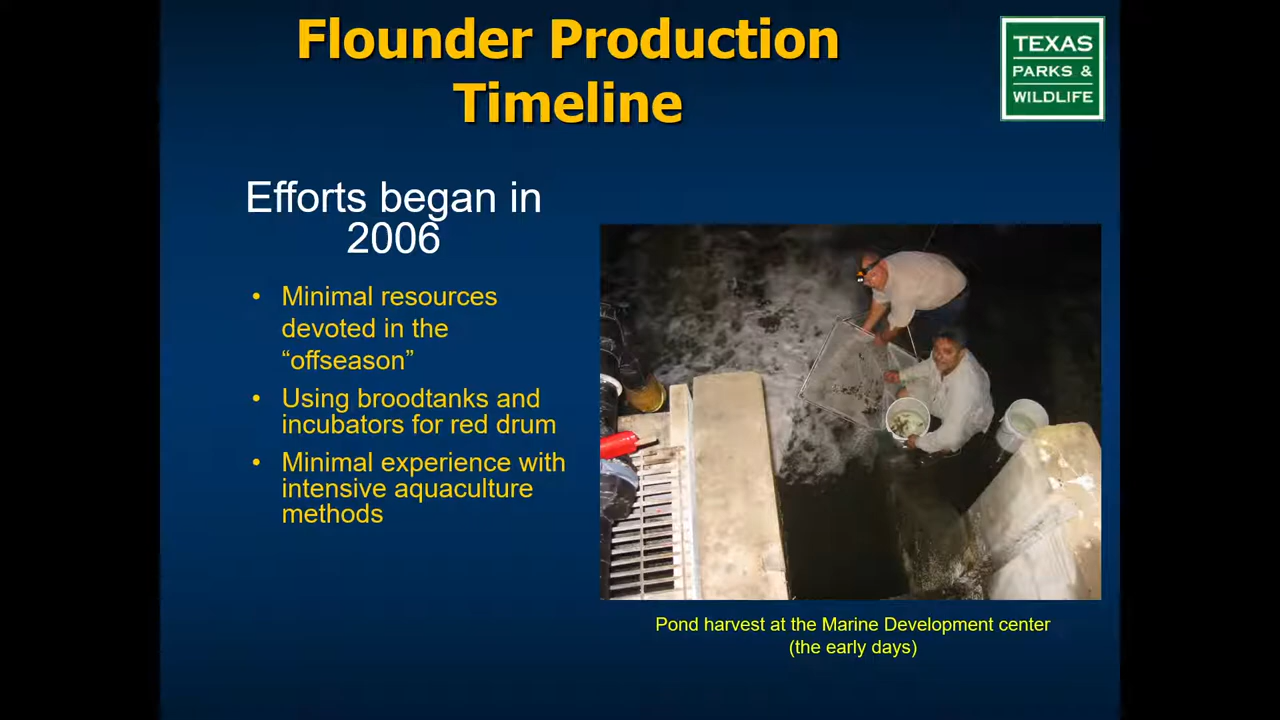 Flounder Production
Timeline
TEXAS
PARKS &
WILDLIFE
Efforts began in
2006
• Minimal resources
devoted in the
“offseason”
• Using broodtanks and
incubators for red drum
• Minimal experience with
intensive aquaculture
methods
Pond harvest at the Marine Development center
(the early days)